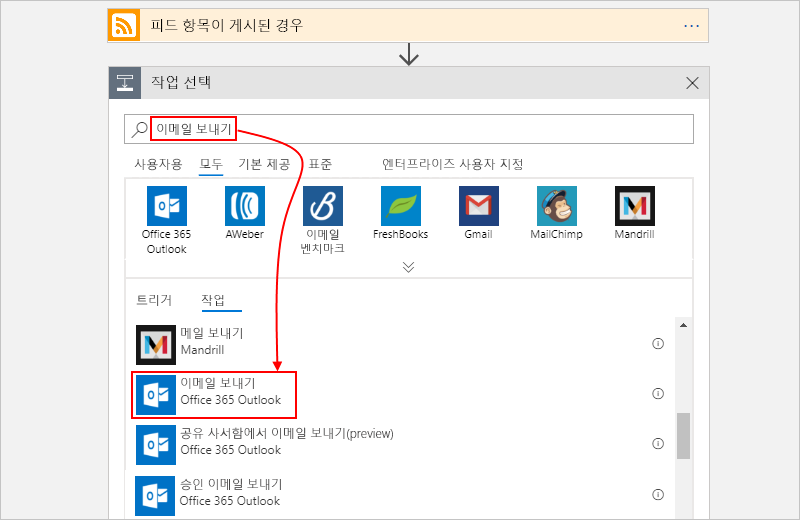 피드 항목이 게시된 경우
작업 선택
이메일 보내기
사용자용 모두 기본 제공 표준 엔터프라이즈 사용자 지정
Office 365 Outlook
AWeber
이메일 벤치마크
FreshBooks
Gmail
MailChimp
Mandrill
트리거 작업
메일 보내기
Mandrill
이메일 보내기
Office 365 Outlook
공유 사서함에서 이메일 보내기(preview)
Office 365 Outlook
승인 이메일 보내기
Office 365 Outlook